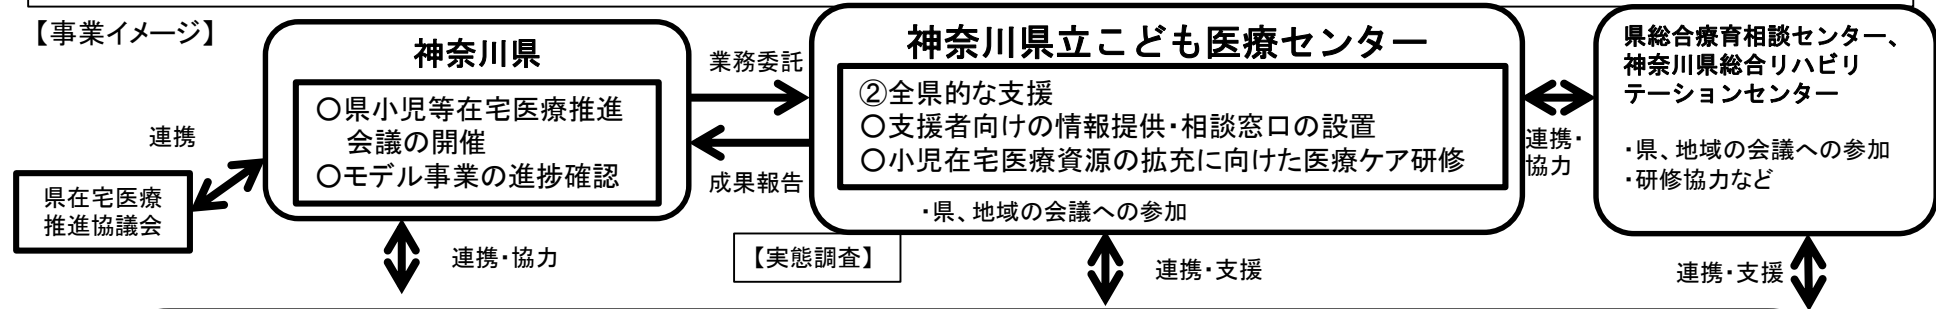 【事業イメージ】
神奈川県
○県小児等在宅医療推進
会議の開催
○モデル事業の進捗確認
連携
県在宅医療
推進協議会
連携・協力
業務委託
成果報告
神奈川県立こども医療センター
②全県的な支援
○支援者向けの情報提供・相談窓口の設置
○小児在宅医療資源の拡充に向けた医療ケア研修
・県、地域の会議への参加
【実態調査】
連携・支援
連携・
協力
県総合療育相談センター、
神奈川県総合リハビリ
テーションセンター
・県、地域の会議への参加
・研修協力など
連携・支援